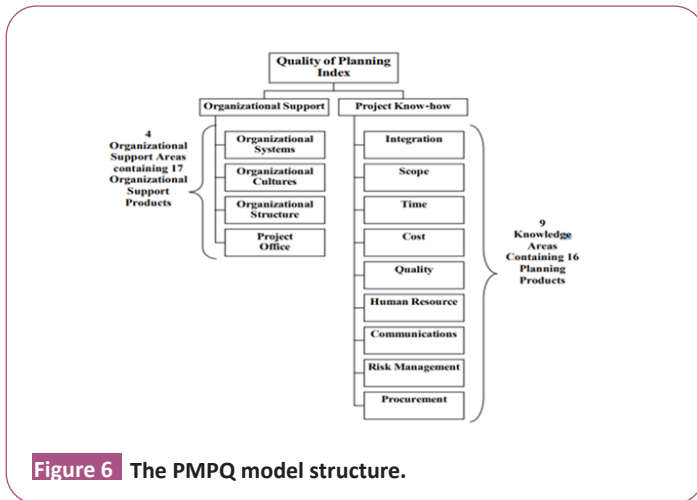 Quality of Planning
Index
Organizational Support
Project Know-how
4
Organizational
Support Areas
containing 17
Organizational
Support
Products
Organizational
Systems
Organizational
Cultures
Organizational
Structure
Project
Office
Integration
Scope
Time
Cost
Quality
Human Resource
Communications
Risk Management
Procurement
9
Knowledge
Areas
Containing 16
Planning
Products
Figure 6 The PMPQ model structure.